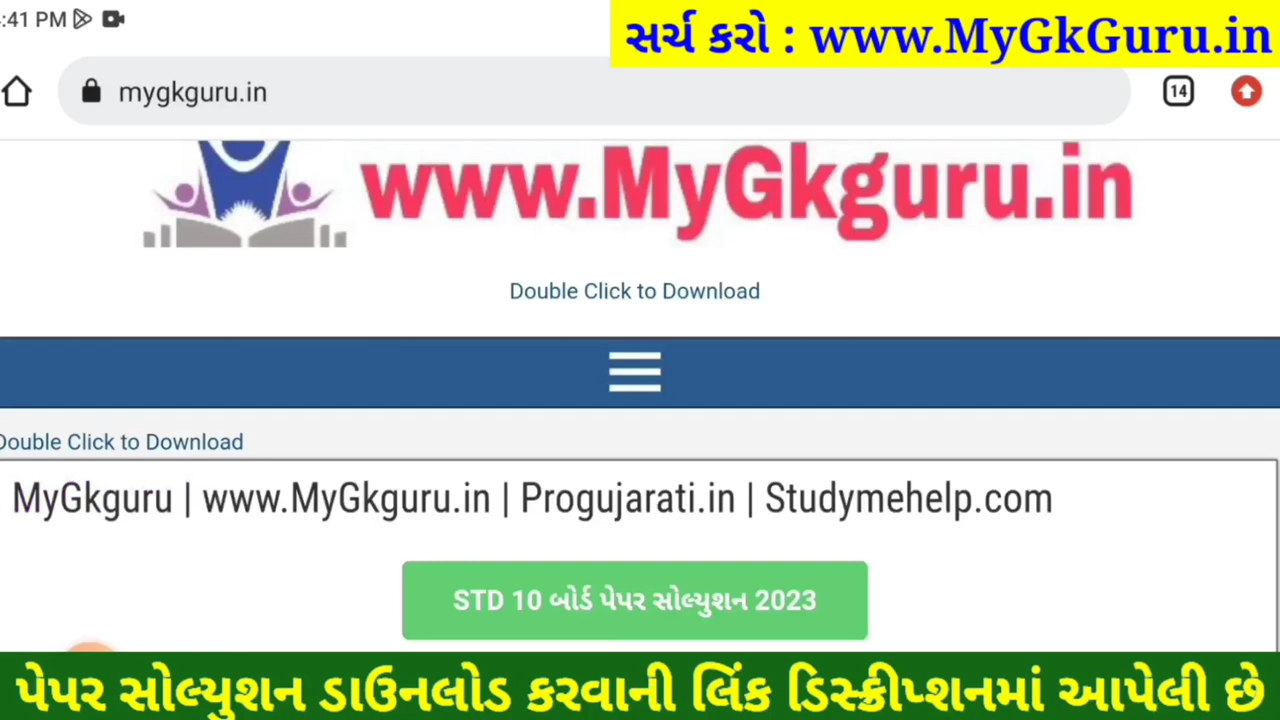 :41 PM
સર્ચ કરો : www.MyGkGuru.in
mygkguru.in
14
www.MyGkguru.in
Double Click to Download
Double Click to Download
MyGkguru | www.MyGkguru.in | Progujarati.in | Studymehelp.com
STD 10 બોર્ડ પેપર સોલ્યુશન 2023
પેપર સોલ્યુશન ડાઉનલોડ કરવાની લિંક ડિસ્ક્રીપ્શનમાં આપેલી છે